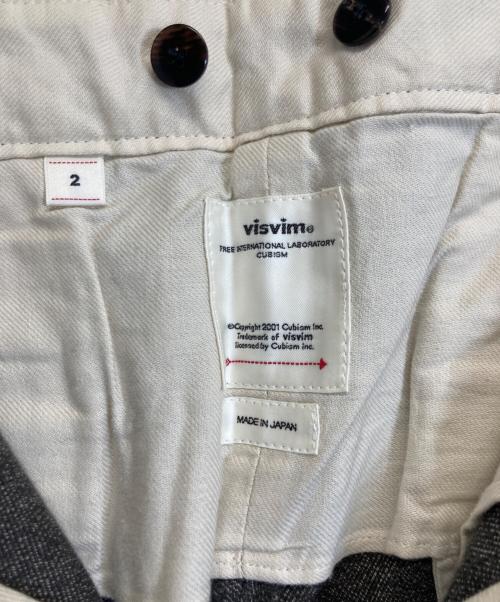 2
visvim®
FREE INTERNATIONAL LABORATORY
CUBISM
©Copyright 2001 Cubism Inc.
Trademark of visvim
licensed by Cubism Inc.
MADE IN JAPAN